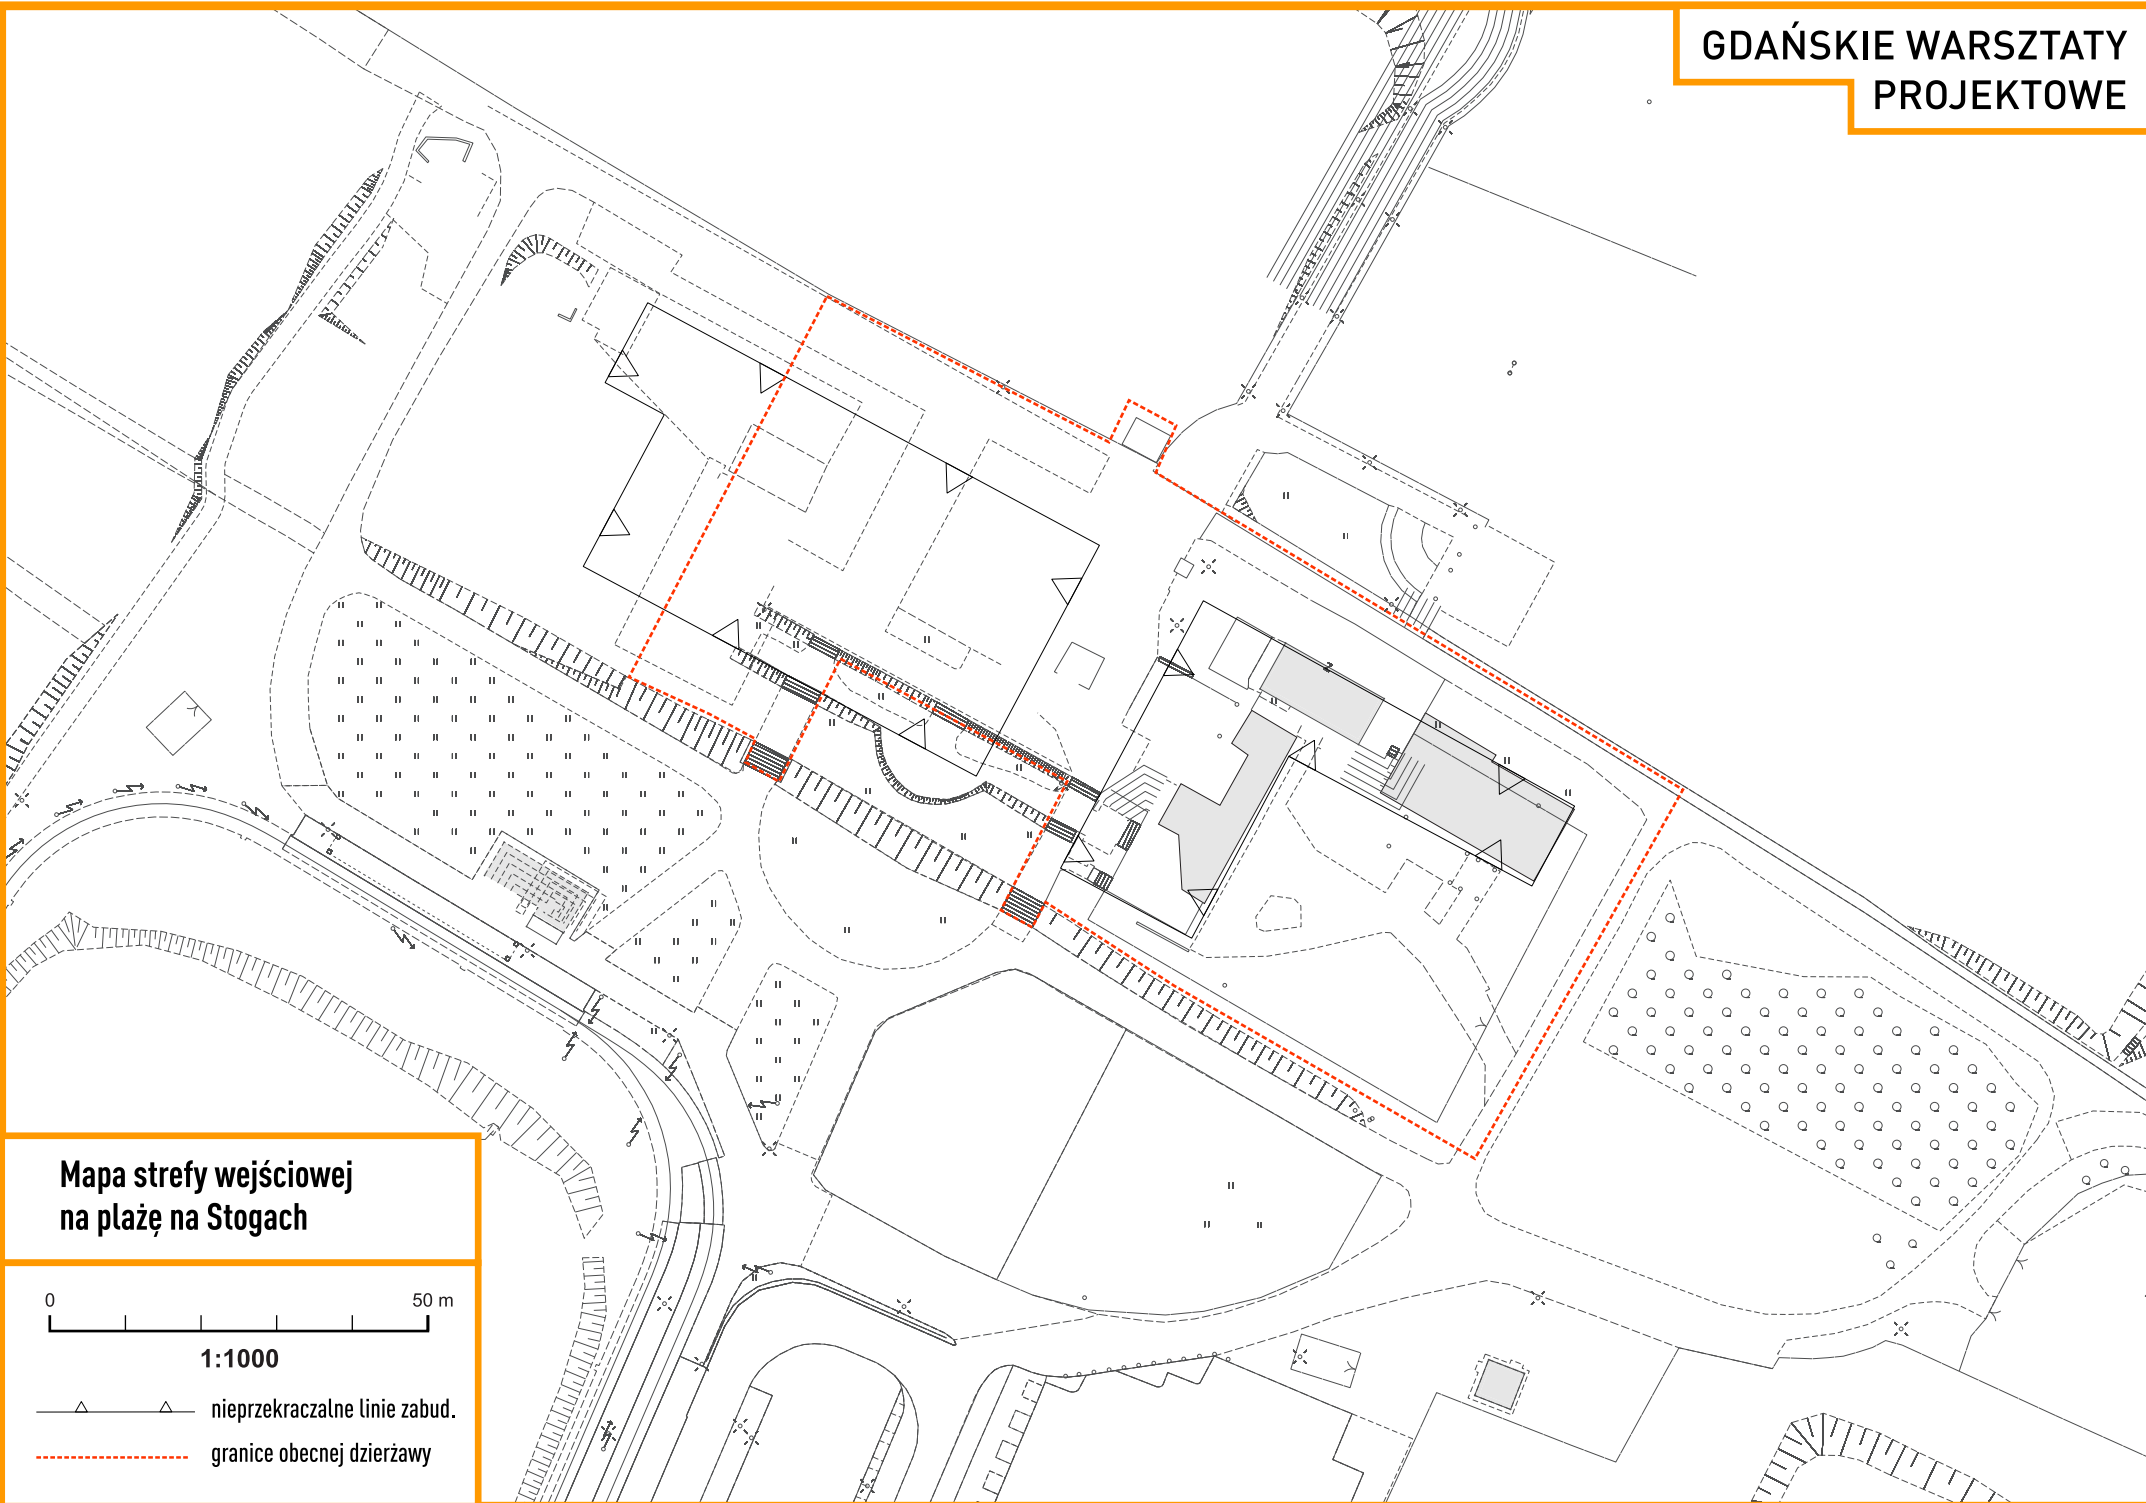 GDAŃSKIE WARSZTATY
PROJEKTOWE
Mapa strefy wejściowej
na plażę na Stogach
0 50 m
1:1000
nieprzekraczalne linie zabud.
granice obecnej dzierżawy